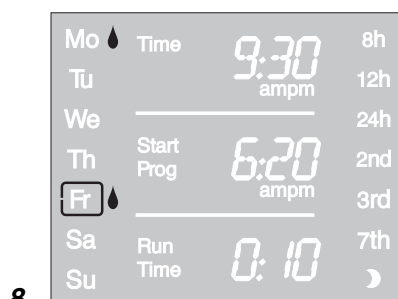 Mo Time 9:30 8h
Tu ampm 12h
We 24h
Th Start Prog 6:20 2nd
Fr ampm 3rd
Sa Run Time 0:10 7th
Su
8